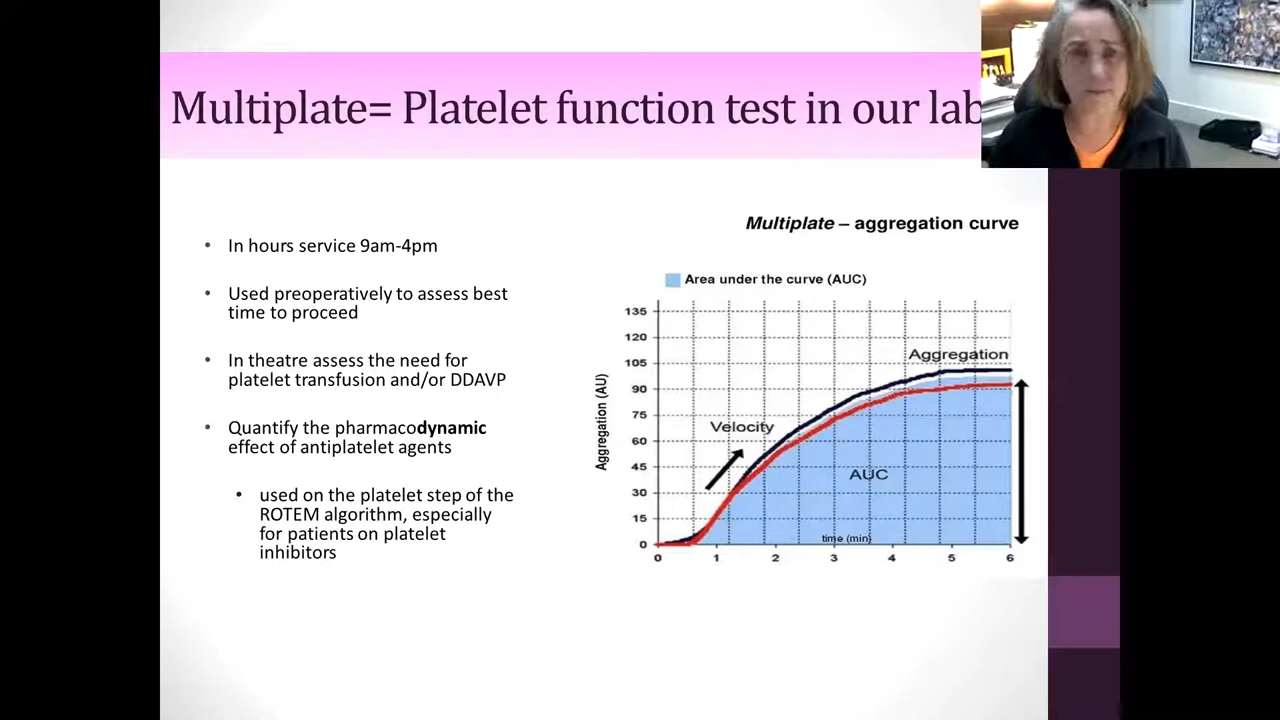 Multiplate= Platelet function test in our lab
• In hours service 9am-4pm
• Used preoperatively to assess best
time to proceed
• In theatre assess the need for
platelet transfusion and/or DDAVP
• Quantify the pharmacodynamic
effect of antiplatelet agents
• used on the platelet step of the
ROTEM algorithm, especially
for patients on platelet
inhibitors
Multiplate – aggregation curve
Area under the curve (AUC)
Aggregation (AU)
135
120
105
90
75
60
45
30
15
0
Aggregation
Velocity
AUC
time (min)
0 1 2 3 4 5 6